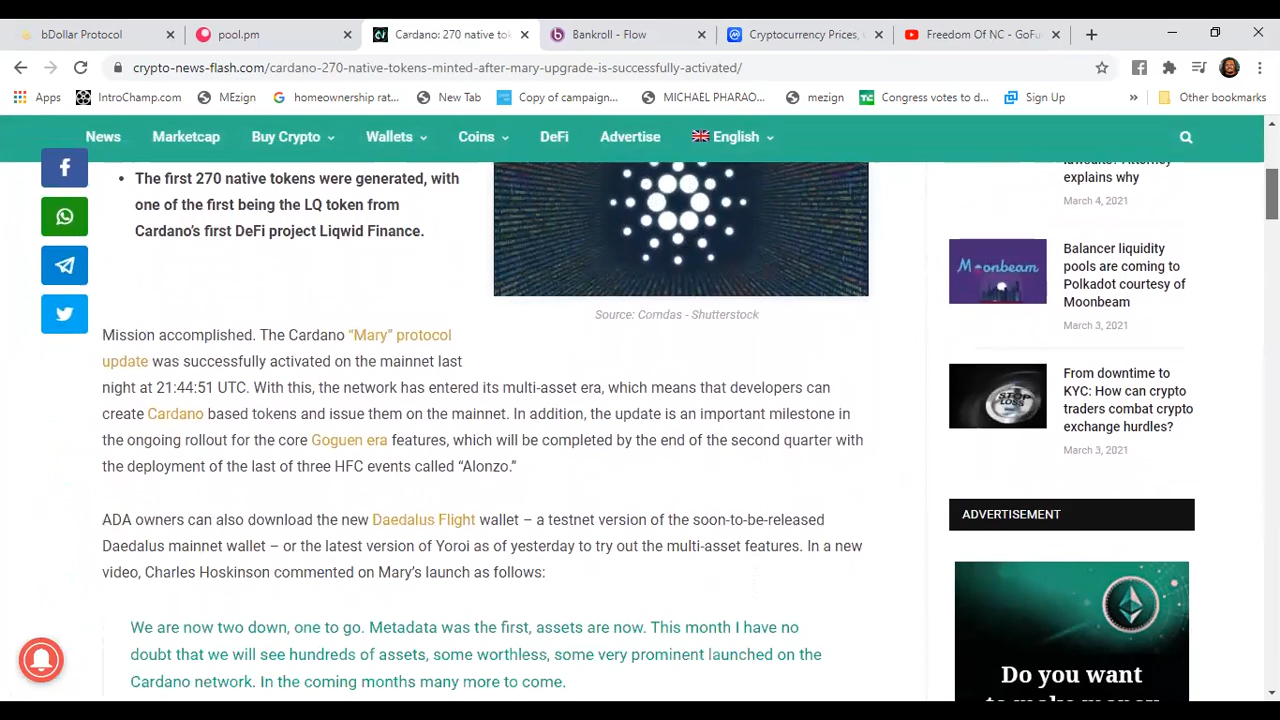 bDollar Protocol
pool.pm
Cardano: 270 native tok
Bankroll - Flow
Cryptocurrency Prices,
Freedom Of NC - GoFu
crypto-news-flash.com/cardano-270-native-tokens-minted-after-mary-upgrade-is-successfully-activated/
Apps
IntroChamp.com
MEzign
homeownership rat...
New Tab
Copy of campaign...
MICHAEL PHARAO...
mezign
Congress votes to d...
Sign Up
»
Other bookmarks
News
Marketcap
Buy Crypto
Wallets
Coins
DeFi
Advertise
English
• The first 270 native tokens were generated, with
one of the first being the LQ token from
Cardano's first DeFi project Liqwid Finance.
Source: Comdas - Shutterstock
Mission accomplished. The Cardano “Mary” protocol
update was successfully activated on the mainnet last
night at 21:44:51 UTC. With this, the network has entered its multi-asset era, which means that developers can
create Cardano based tokens and issue them on the mainnet. In addition, the update is an important milestone in
the ongoing rollout for the core Goguen era features, which will be completed by the end of the second quarter with
the deployment of the last of three HFC events called “Alonzo.”
ADA owners can also download the new Daedalus Flight wallet – a testnet version of the soon-to-be-released
Daedalus mainnet wallet – or the latest version of Yoroi as of yesterday to try out the multi-asset features. In a new
video, Charles Hoskinson commented on Mary's launch as follows:
We are now two down, one to go. Metadata was the first, assets are now. This month I have no
doubt that we will see hundreds of assets, some worthless, some very prominent launched on the
Cardano network. In the coming months many more to come.
lawsuits? Attorney
explains why
March 4, 2021
Moonbeam
Balancer liquidity
pools are coming to
Polkadot courtesy of
Moonbeam
March 3, 2021
STOP
LOSS
From downtime to
KYC: How can crypto
traders combat crypto
exchange hurdles?
March 3, 2021
ADVERTISEMENT
Do you want
to make money